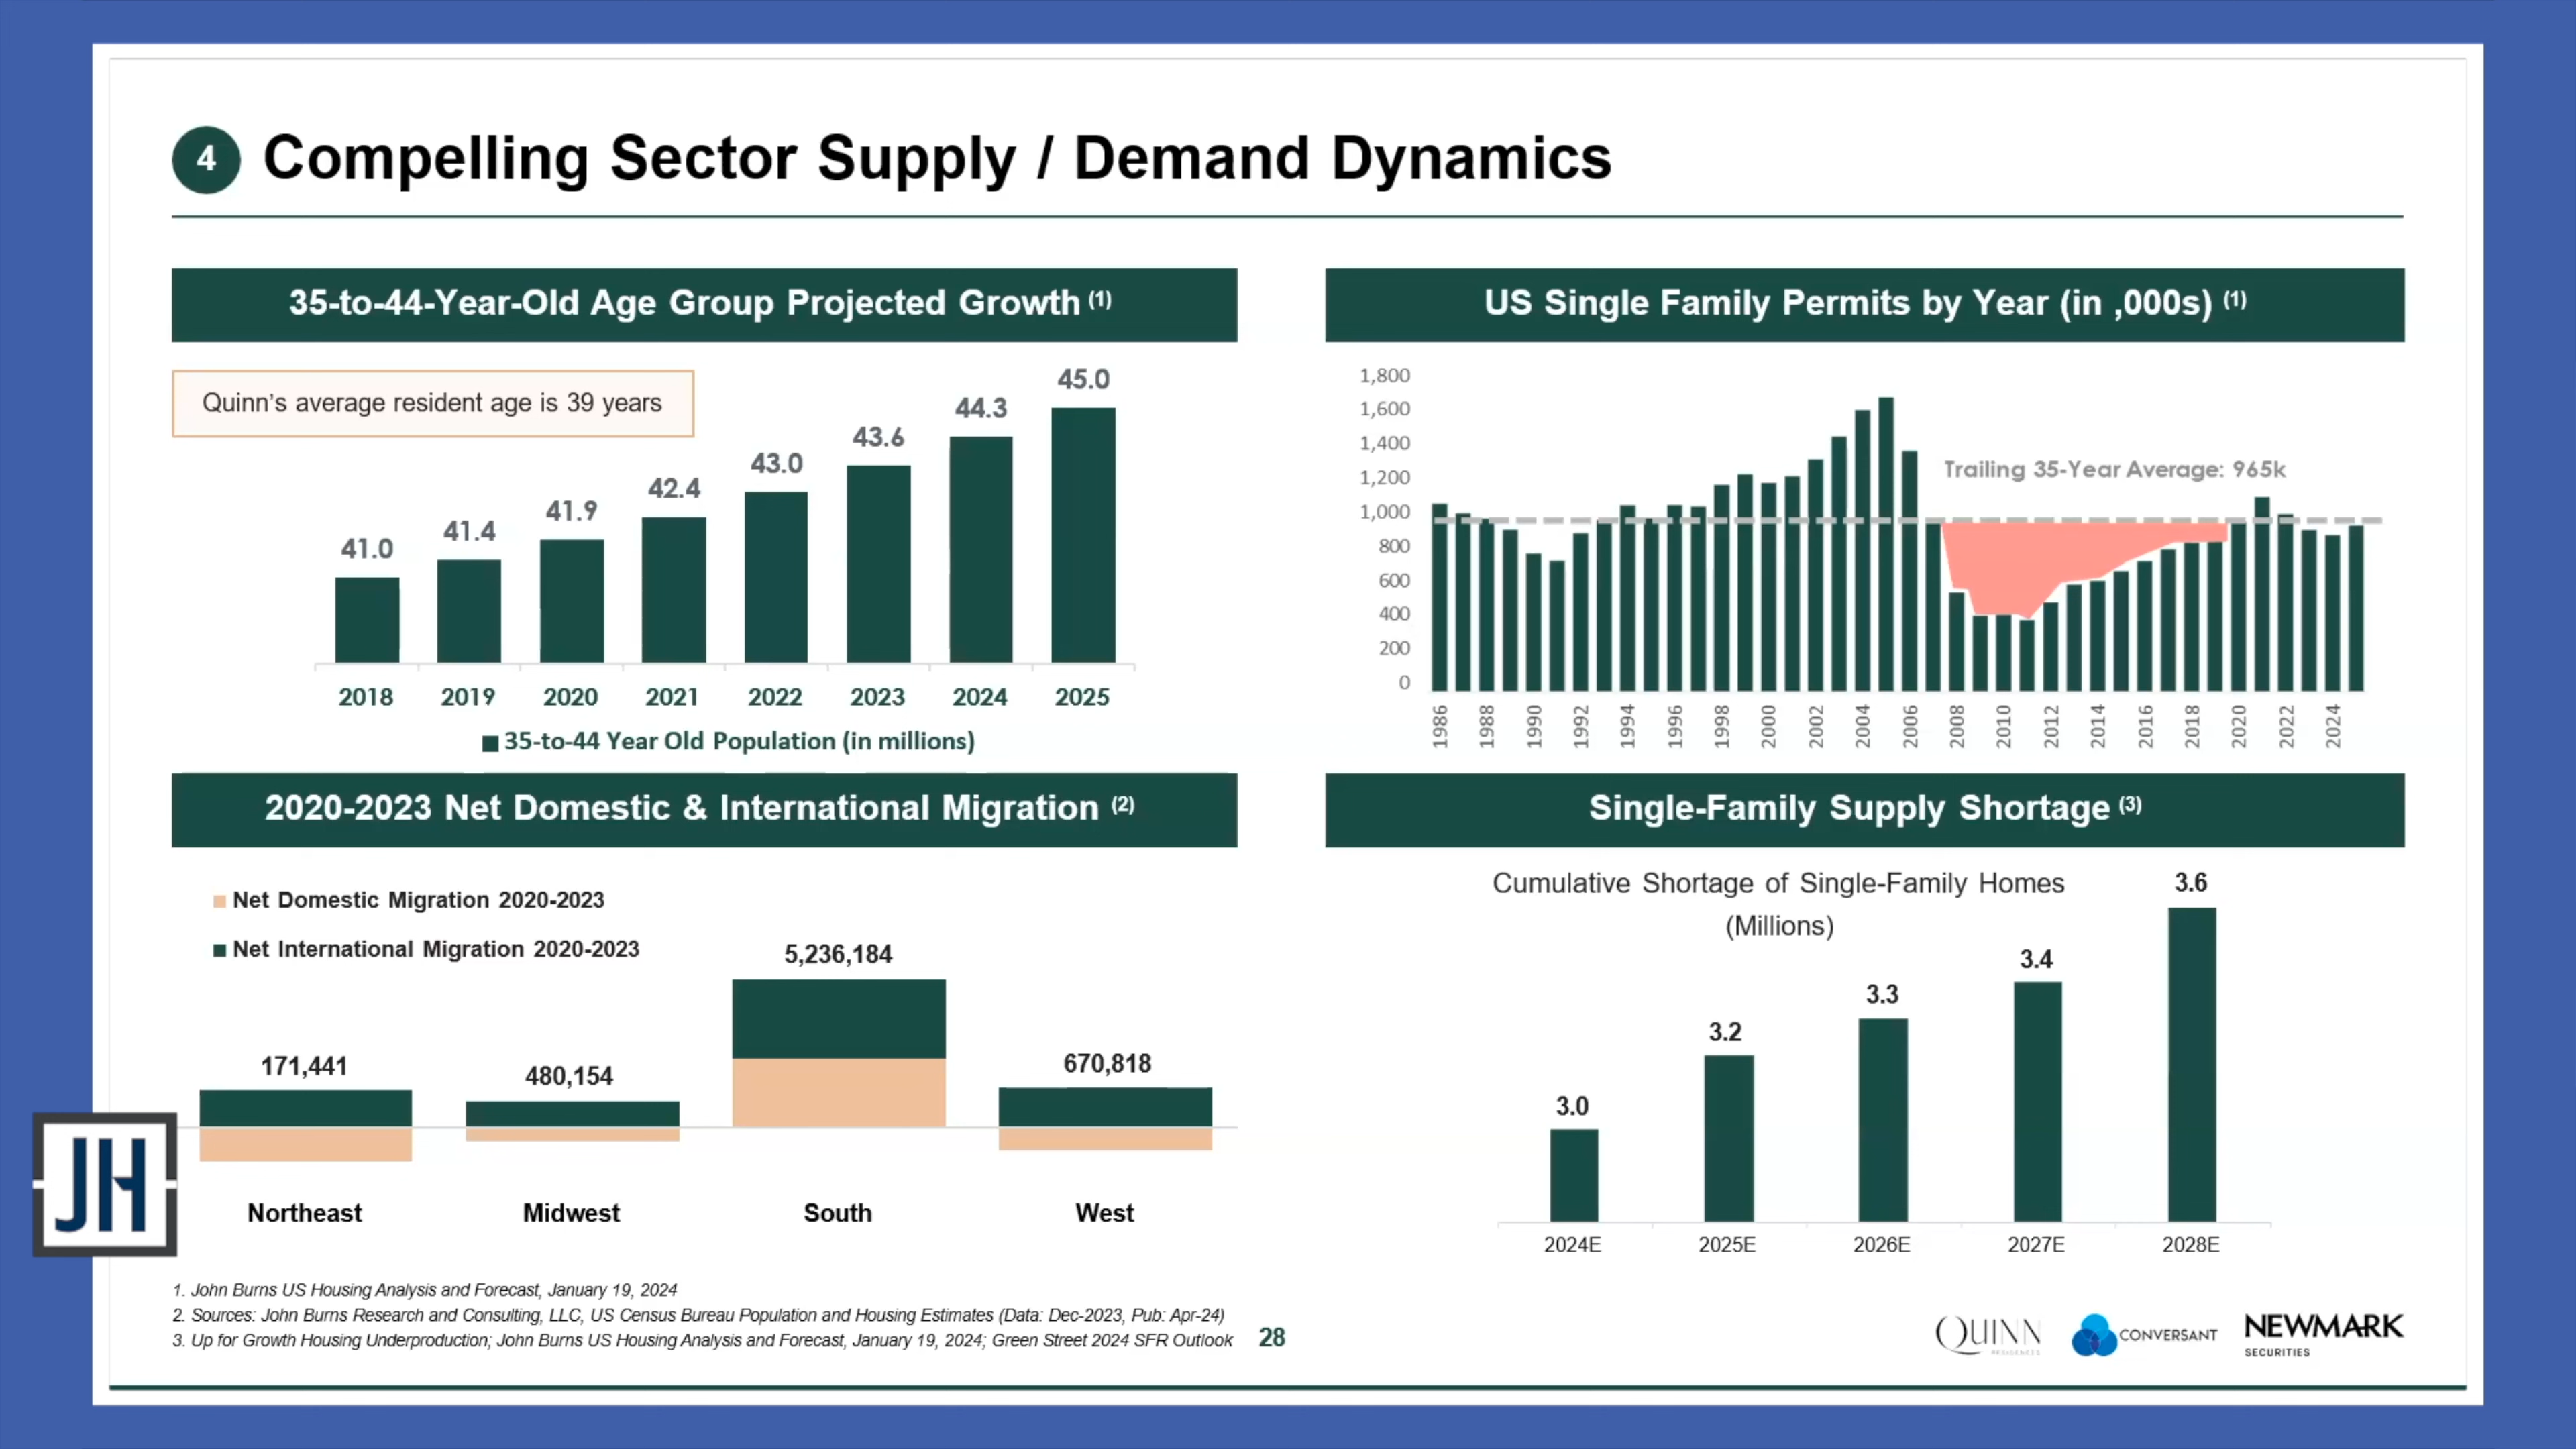 4 Compelling Sector Supply / Demand Dynamics
35-to-44-Year-Old Age Group Projected Growth (1)
Quinn’s average resident age is 39 years
41.0
41.4
41.9
42.4
43.0
43.6
44.3
45.0
2018 2019 2020 2021 2022 2023 2024 2025
35-to-44 Year Old Population (in millions)
US Single Family Permits by Year (in ,000s) (1)
1,800
1,600
1,400
1,200
1,000
800
600
400
200
0
Trailing 35-Year Average: 965k
1986 1988 1990 1992 1994 1996 1998 2000 2002 2004 2006 2008 2010 2012 2014 2016 2018 2020 2022 2024
2020-2023 Net Domestic & International Migration (2)
Net Domestic Migration 2020-2023
Net International Migration 2020-2023
171,441
480,154
5,236,184
670,818
Northeast Midwest South West
Single-Family Supply Shortage (3)
Cumulative Shortage of Single-Family Homes
(Millions)
3.0
3.2
3.3
3.4
3.6
2024E 2025E 2026E 2027E 2028E
JH
1. John Burns US Housing Analysis and Forecast, January 19, 2024
2. Sources: John Burns Research and Consulting, LLC, US Census Bureau Population and Housing Estimates (Data: Dec-2023, Pub: Apr-24)
3. Up for Growth Housing Underproduction; John Burns US Housing Analysis and Forecast, January 19, 2024; Green Street 2024 SFR Outlook
28
QUINN
RESIDENCES
CONVERSANT
NEWMARK
SECURITIES